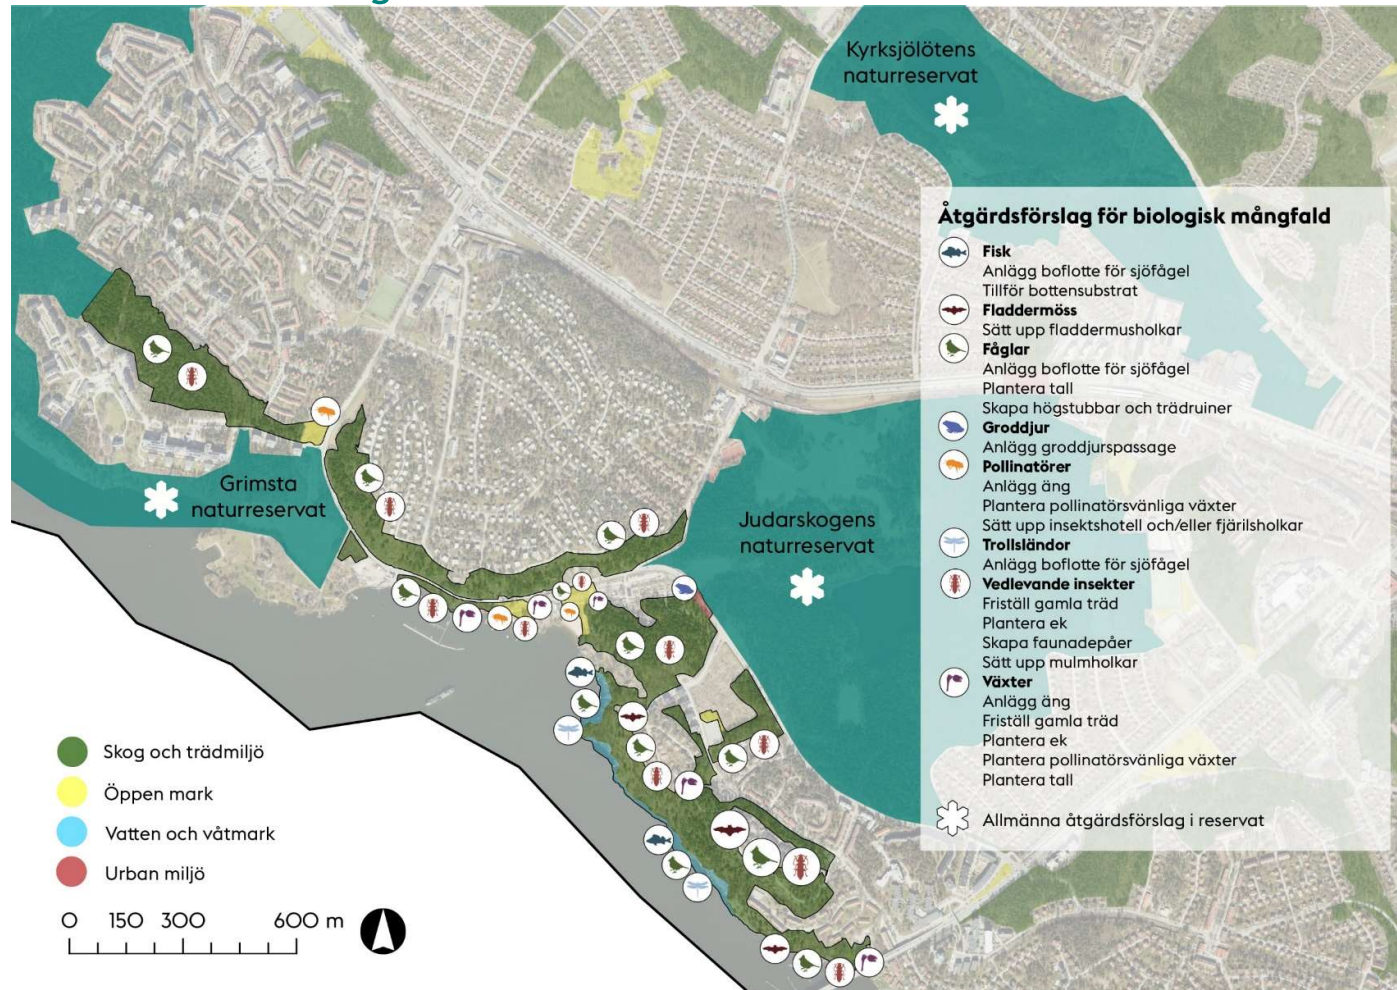 Kyrksjölötens
naturreservat
Grimsta
naturreservat
Judarskogens
naturreservat
Åtgärdsförslag för biologisk mångfald
Fisk
Anlägg boflotte för sjöfågel
Tillför bottensubstrat
Fladdermöss
Sätt upp fladdermusholkar
Fåglar
Anlägg boflotte för sjöfågel
Plantera tall
Skapa högstubbar och trädruiner
Groddjur
Anlägg groddjurspassage
Pollinatörer
Anlägg äng
Plantera pollinatörsvänliga växter
Sätt upp insektshotell och/eller fjärilsholkar
Trollsländor
Anlägg boflotte för sjöfågel
Vedlevande insekter
Friställ gamla träd
Plantera ek
Skapa faunadepåer
Sätt upp mulmholkar
Växter
Anlägg äng
Friställ gamla träd
Plantera ek
Plantera pollinatörsvänliga växter
Plantera tall
Allmänna åtgärdsförslag i reservat
Skog och trädmiljö
Öppen mark
Vatten och våtmark
Urban miljö
0 150 300 600 m